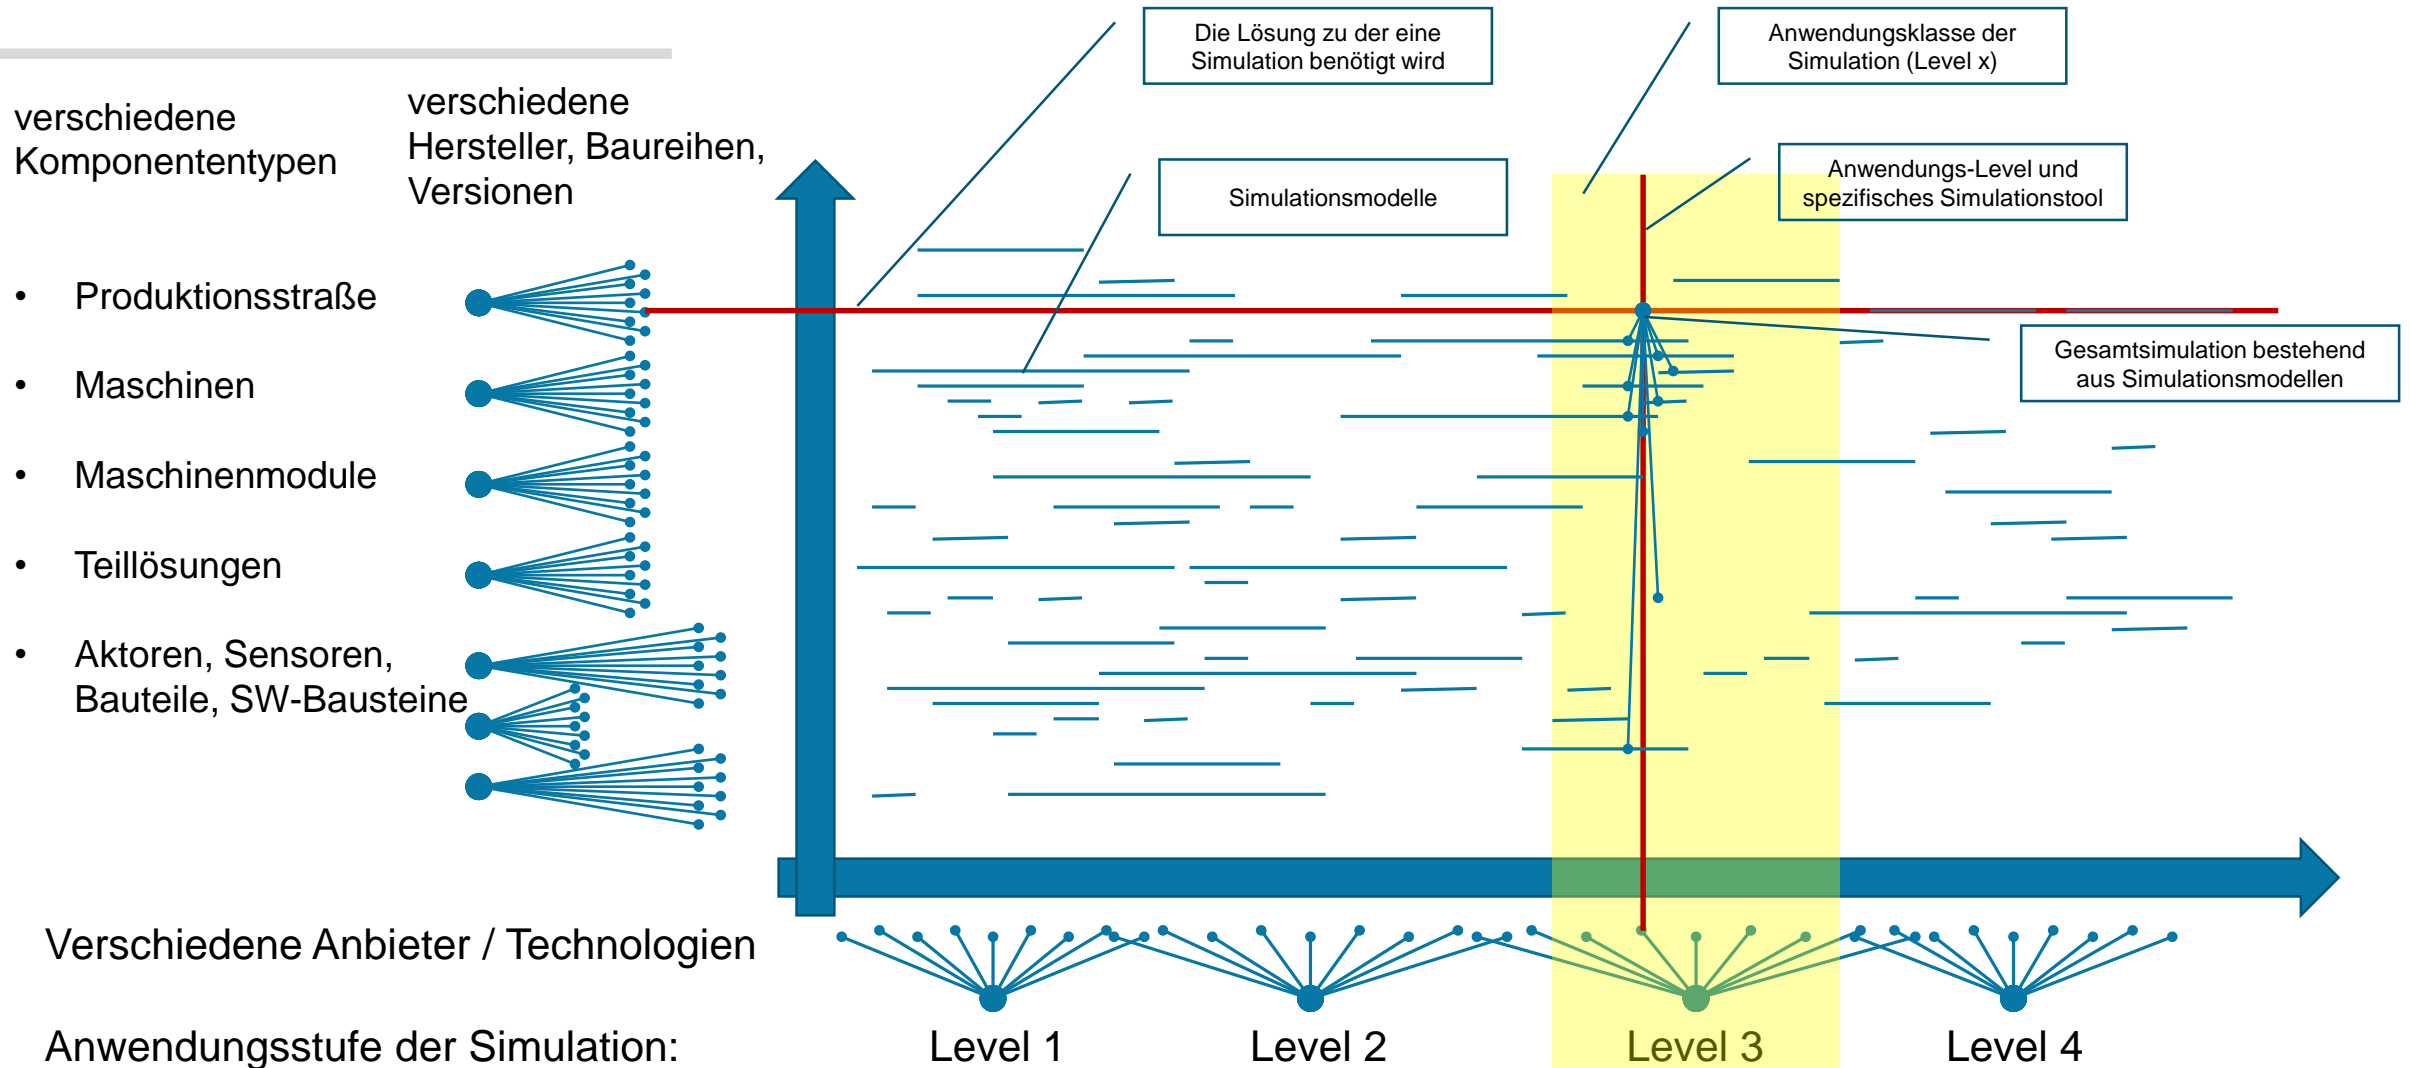 Die Lösung zu der eine
Simulation benötigt wird
Anwendungsklasse der
Simulation (Level x)
verschiedene
Komponententypen
verschiedene
Hersteller, Baureihen,
Versionen
Simulationsmodelle
Anwendungs-Level und
spezifisches Simulationstool
• Produktionsstraße
Gesamtsimulation bestehend
aus Simulationsmodellen
• Maschinen
• Maschinenmodule
• Teillösungen
• Aktoren, Sensoren,
Bauteile, SW-Bausteine
Verschiedene Anbieter / Technologien
Anwendungsstufe der Simulation:
Level 1
Level 2
Level 3
Level 4